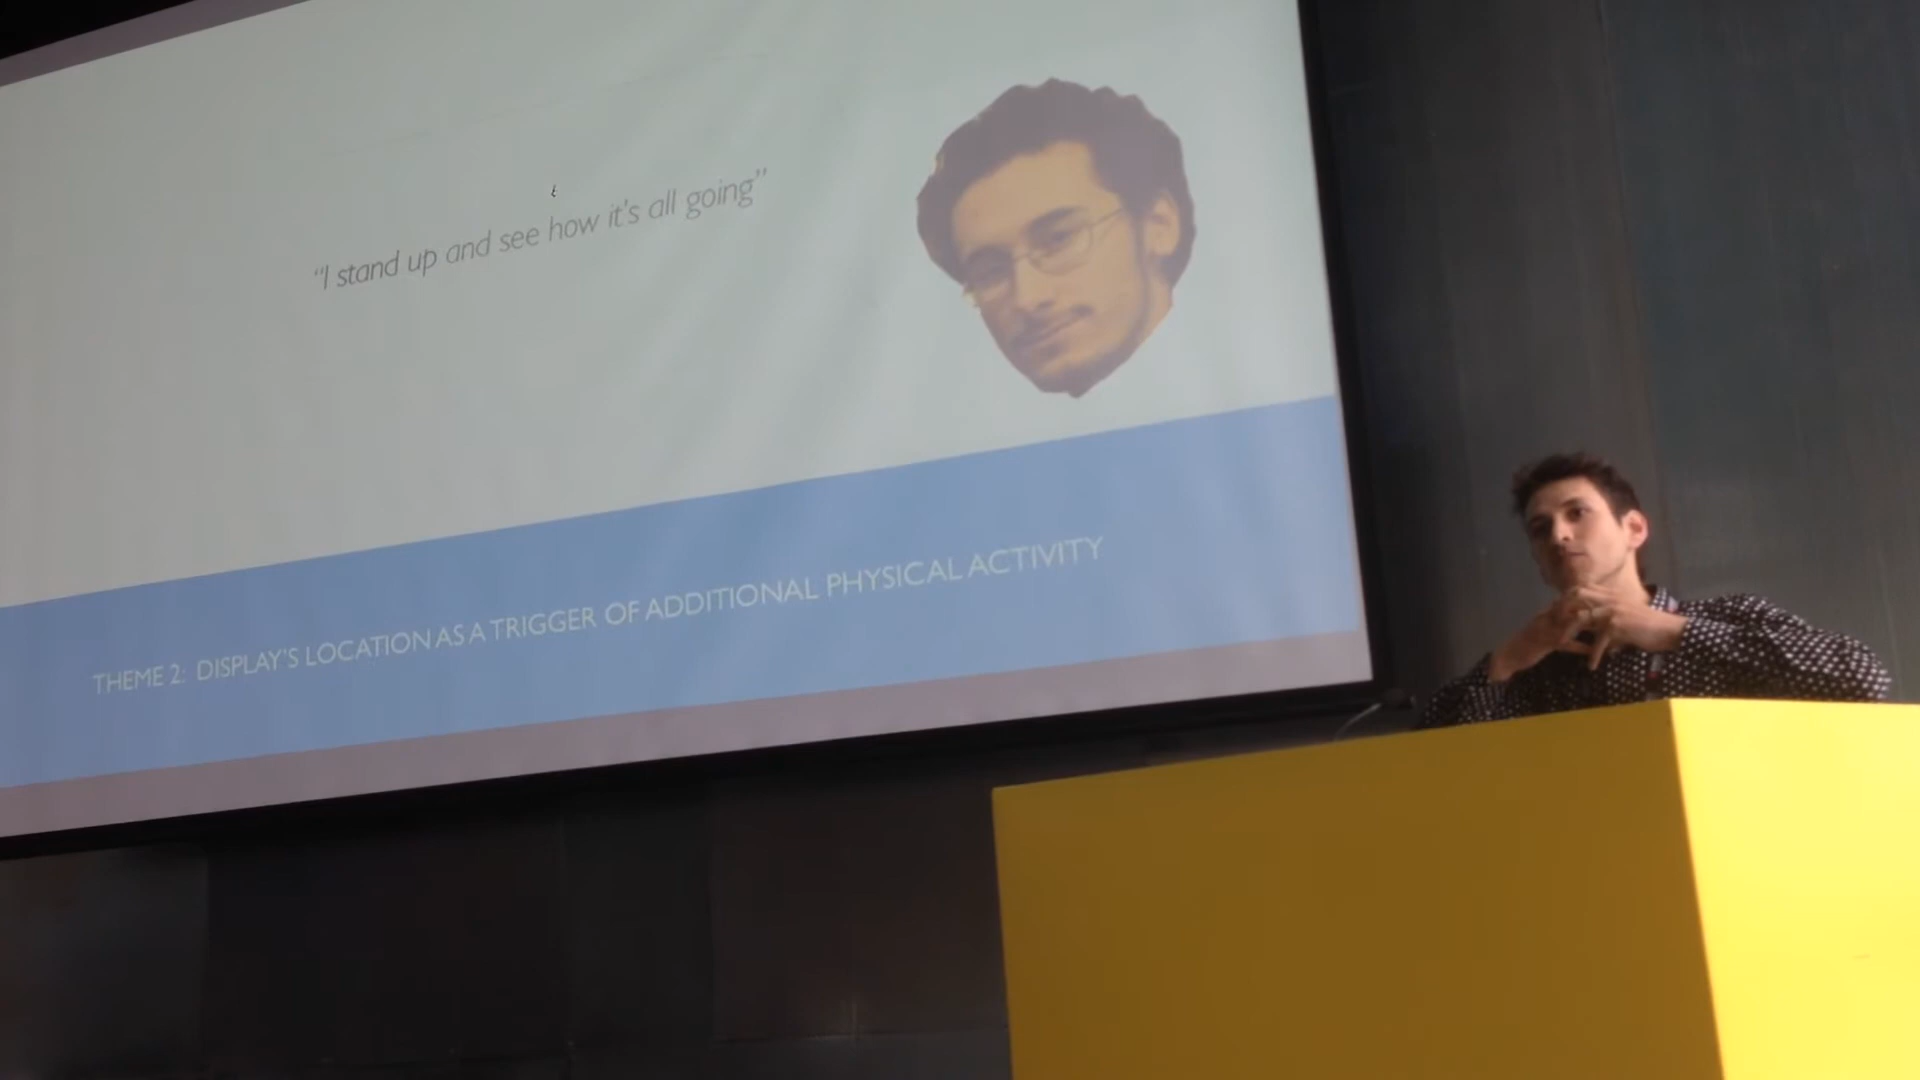 “I stand up and see how it's all going”
THEME 2: DISPLAY'S LOCATION AS A TRIGGER OF ADDITIONAL PHYSICAL ACTIVITY